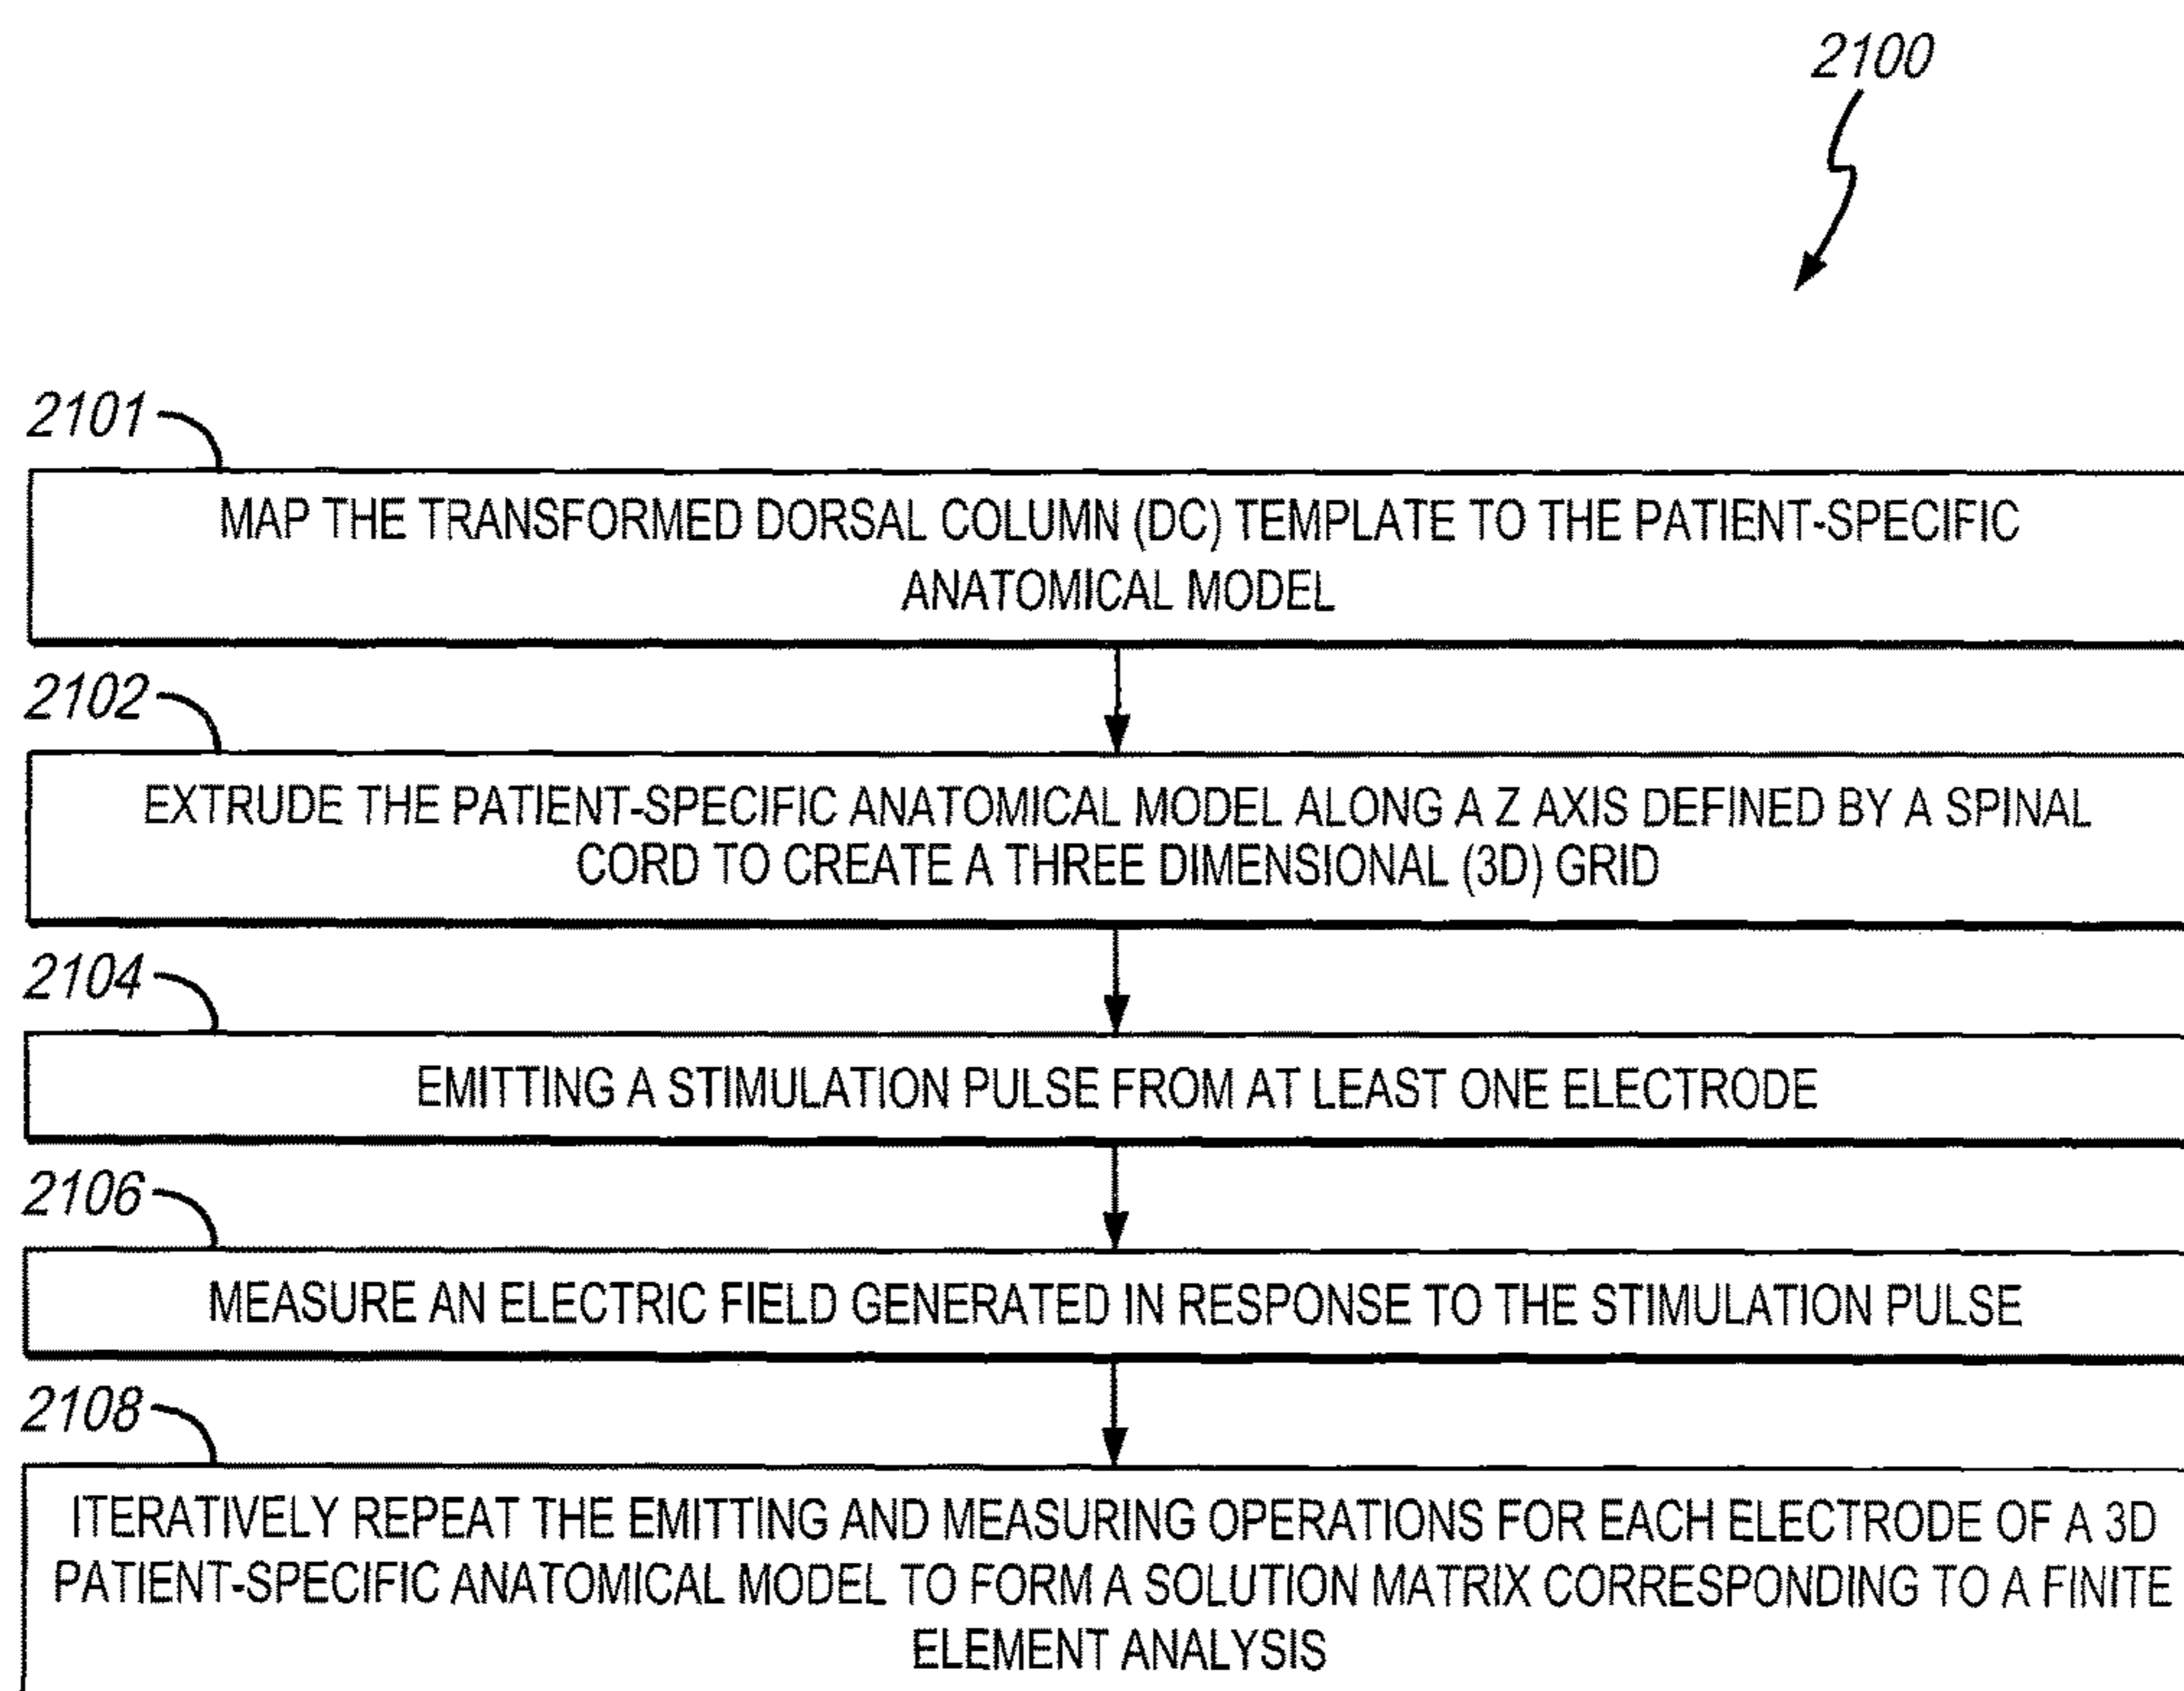 2100
2101
MAP THE TRANSFORMED DORSAL COLUMN (DC) TEMPLATE TO THE PATIENT-SPECIFIC
ANATOMICAL MODEL
2102
EXTRUDE THE PATIENT-SPECIFIC ANATOMICAL MODEL ALONG A Z AXIS DEFINED BY A SPINAL
CORD TO CREATE A THREE DIMENSIONAL (3D) GRID
2104
EMITTING A STIMULATION PULSE FROM AT LEAST ONE ELECTRODE
2106
MEASURE AN ELECTRIC FIELD GENERATED IN RESPONSE TO THE STIMULATION PULSE
2108
ITERATIVELY REPEAT THE EMITTING AND MEASURING OPERATIONS FOR EACH ELECTRODE OF A 3D
PATIENT-SPECIFIC ANATOMICAL MODEL TO FORM A SOLUTION MATRIX CORRESPONDING TO A FINITE
ELEMENT ANALYSIS